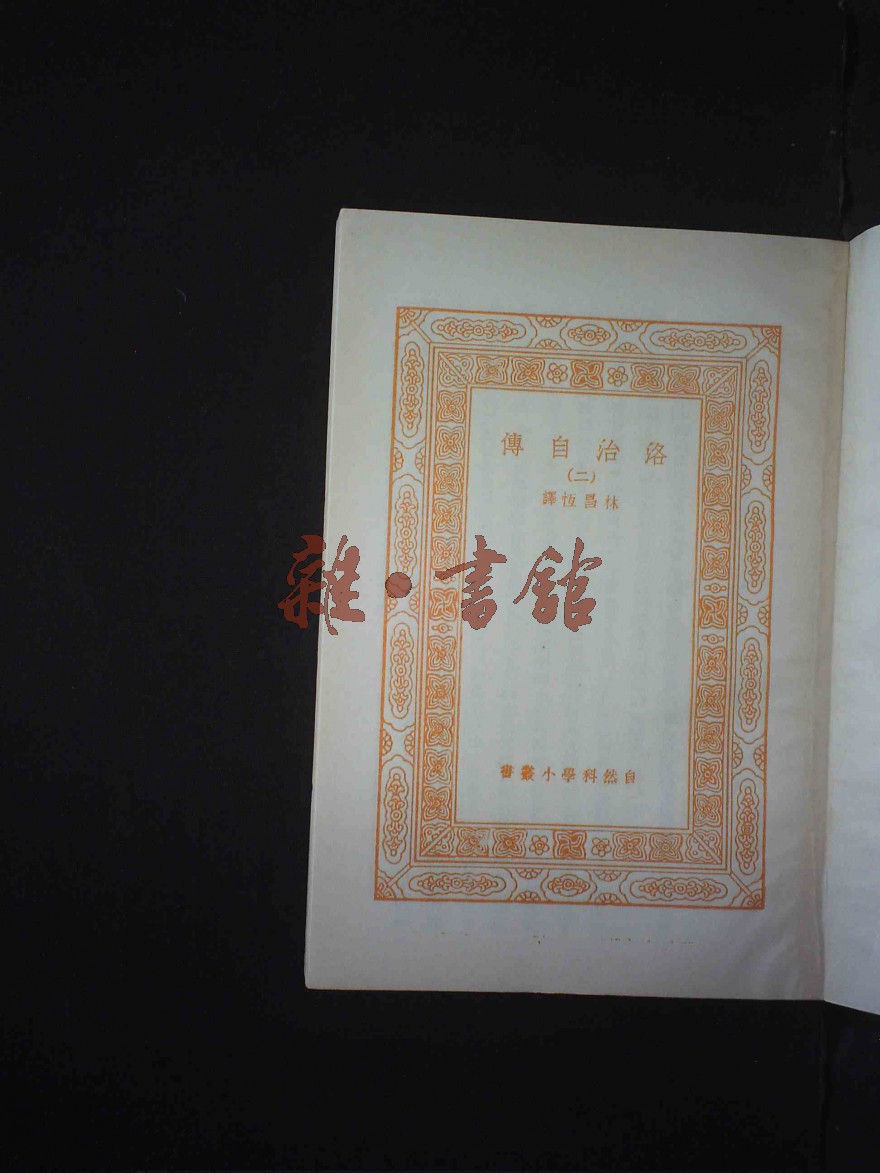 洛治自傳
(二)
林昌恆譯
雜·書館
自然科學小叢書